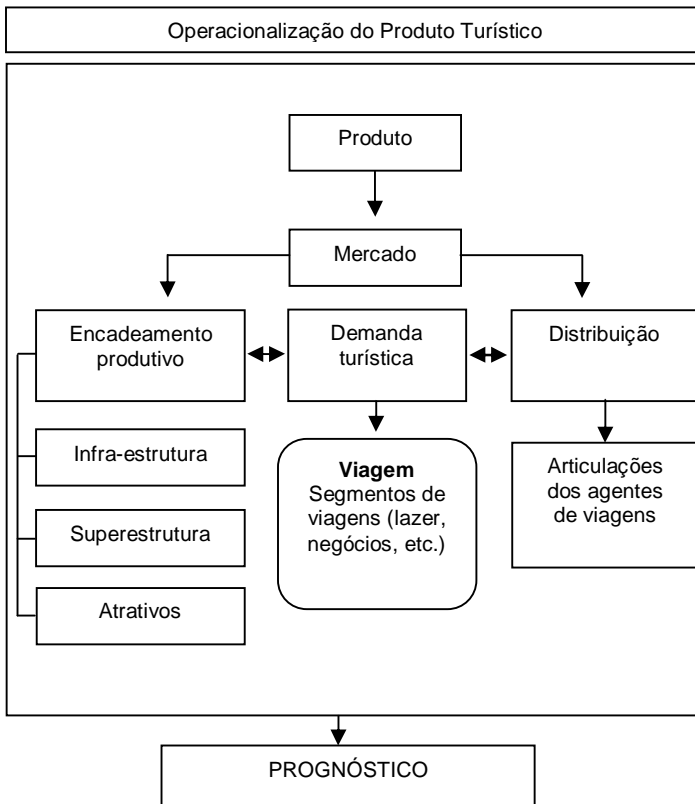 Operacionalização do Produto Turístico
Produto
Mercado
Encadeamento
produtivo
Demanda
turística
Distribuição
Infra-estrutura
Superestrutura
Atrativos
Viagem
Segmentos de
viagens (lazer,
negócios, etc.)
Articulações
dos agentes
de viagens
PROGNÓSTICO